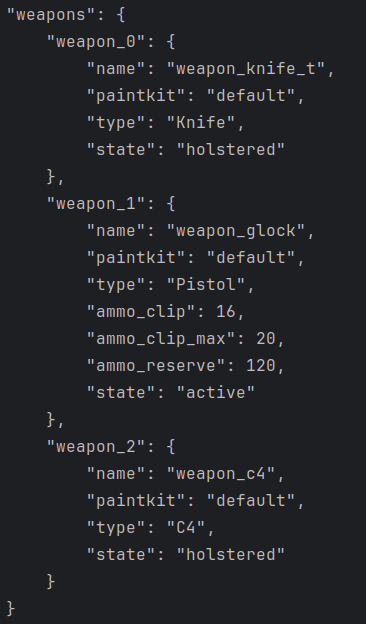 "weapons": {
    "weapon_0": {
        "name": "weapon_knife_t",
        "paintkit": "default",
        "type": "Knife",
        "state": "holstered"
    },
    "weapon_1": {
        "name": "weapon_glock",
        "paintkit": "default",
        "type": "Pistol",
        "ammo_clip": 16,
        "ammo_clip_max": 20,
        "ammo_reserve": 120,
        "state": "active"
    },
    "weapon_2": {
        "name": "weapon_c4",
        "paintkit": "default",
        "type": "C4",
        "state": "holstered"
    }
}